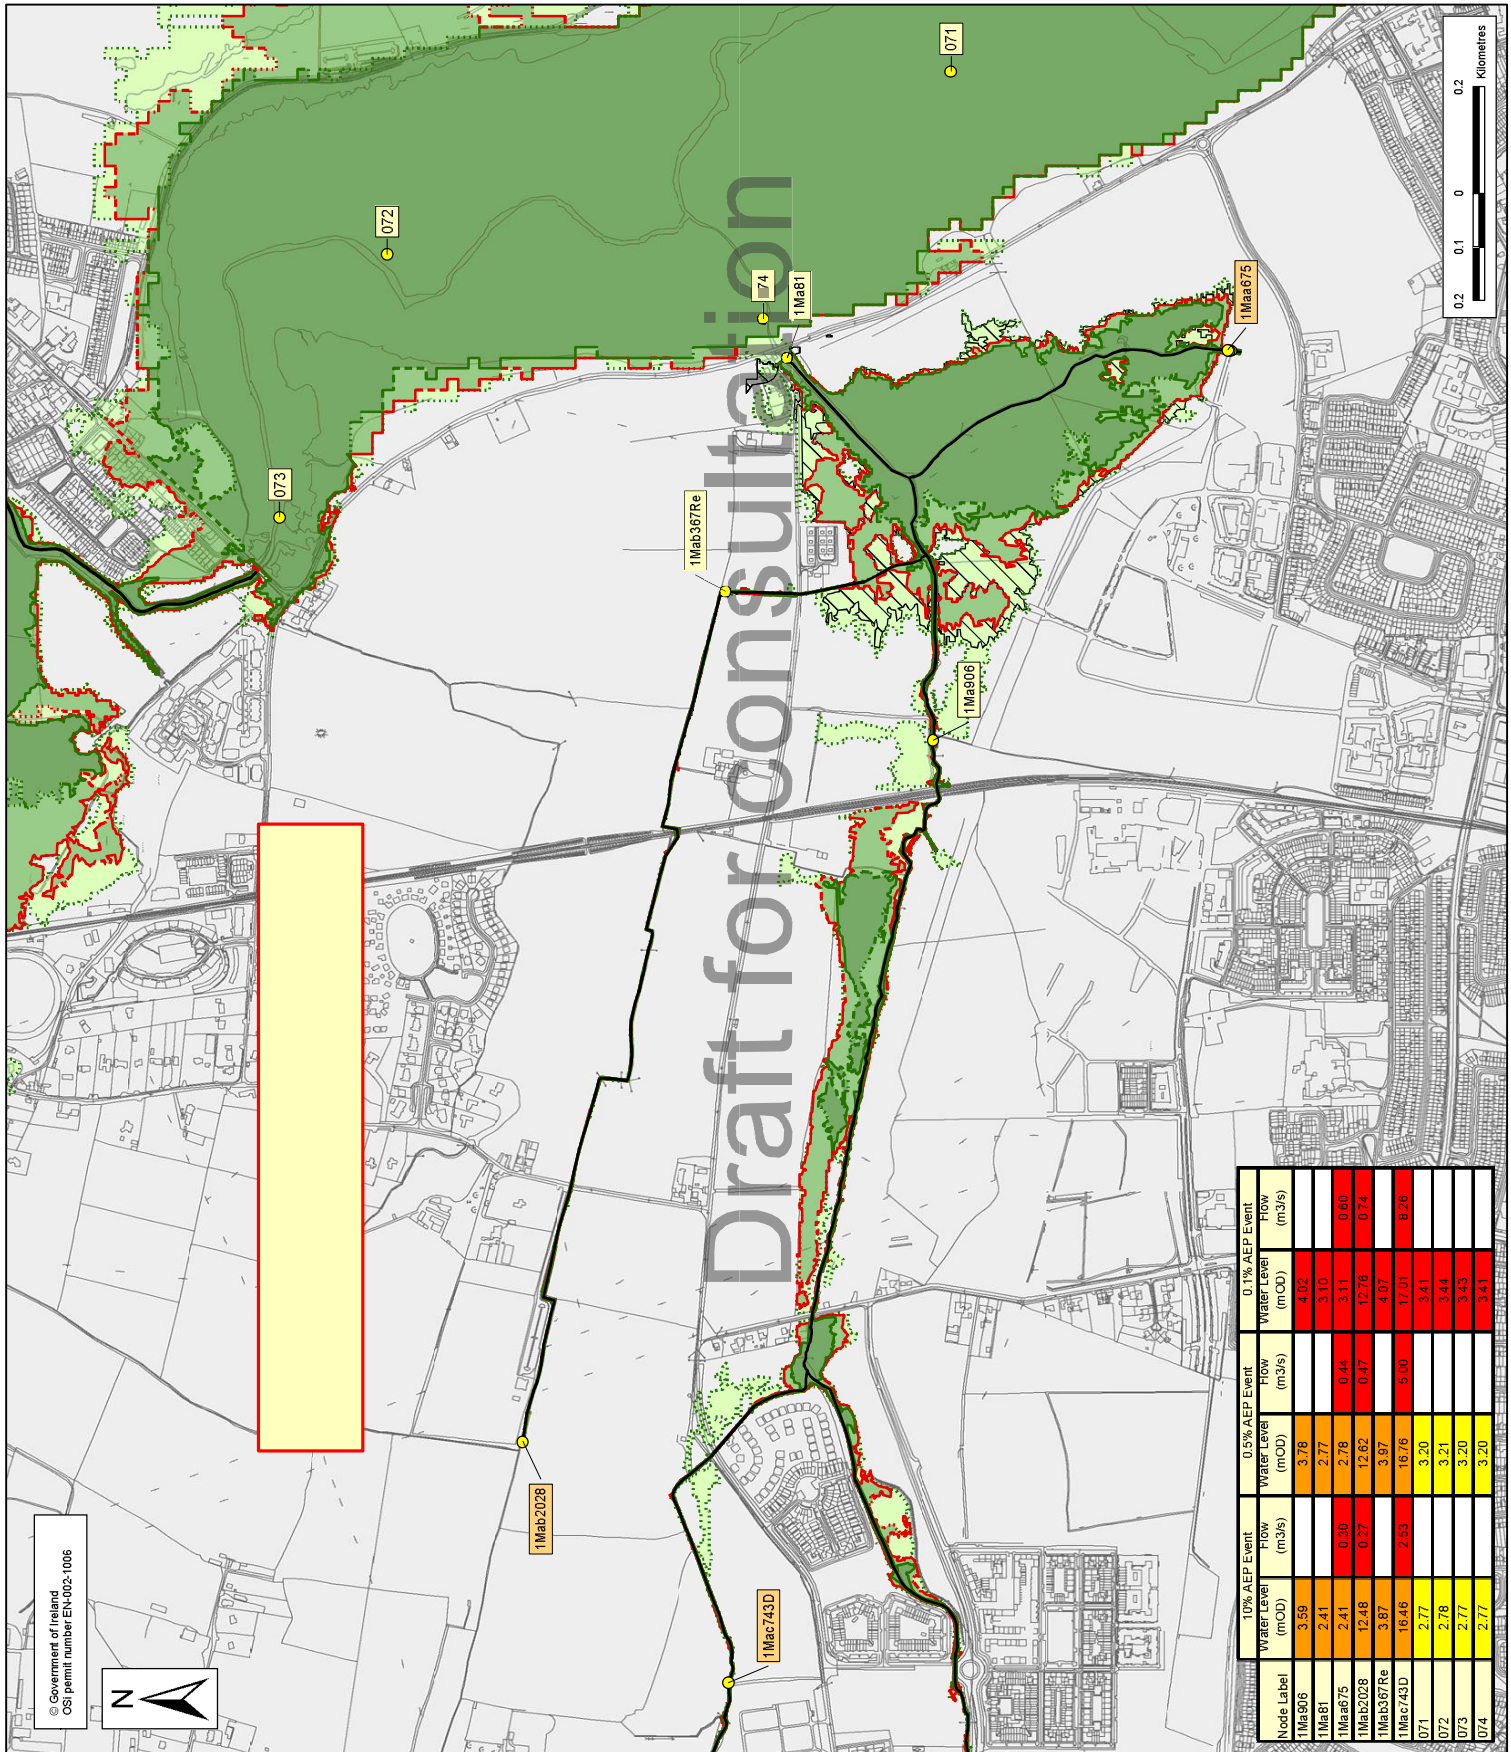 © Government of Ireland
OSi permit number EN-002-1006
N
Draft for consultation
071
072
073
74
1Ma81
1Maa675
1Mab367Re
1Ma906
1Mab2028
1Mac743D
0.2 0.1 0 0.2
Kilometres
10% AEP Event 0.5% AEP Event 0.1% AEP Event
Node Label Water Level (mOD) Flow (m3/s) Water Level (mOD) Flow (m3/s) Water Level (mOD) Flow (m3/s)
1Ma906 3.59 3.78 4.02
1Ma81 2.41 2.77 3.10
1Maa675 2.41 0.30 2.78 0.44 3.11 0.60
1Mab2028 12.48 0.27 12.62 0.47 12.76 0.74
1Mab367Re 3.87 3.97 4.07
1Mac743D 16.46 2.53 16.76 5.00 17.01 8.26
071 2.77 3.20 3.41
072 2.78 3.21 3.44
073 2.77 3.20 3.43
074 2.77 3.20 3.41